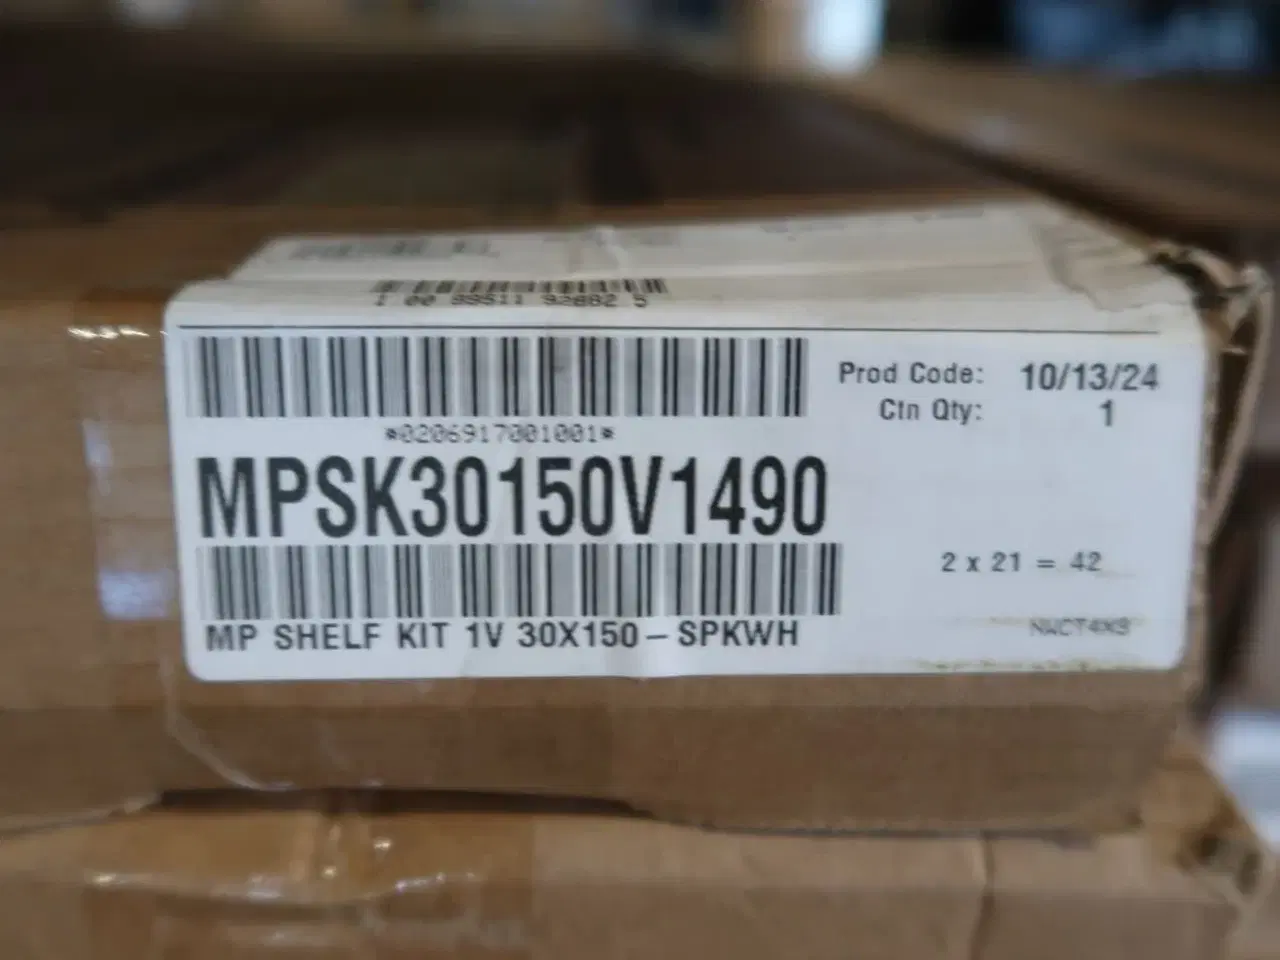 1 00 89511 92882 5
Prod Code: 10/13/24
Ctn Qty: 1
*0206917001001*
MPSK30150V1490
2 x 21 = 42
MP SHELF KIT 1V 30X150 – SPKWH
NWCT4XS